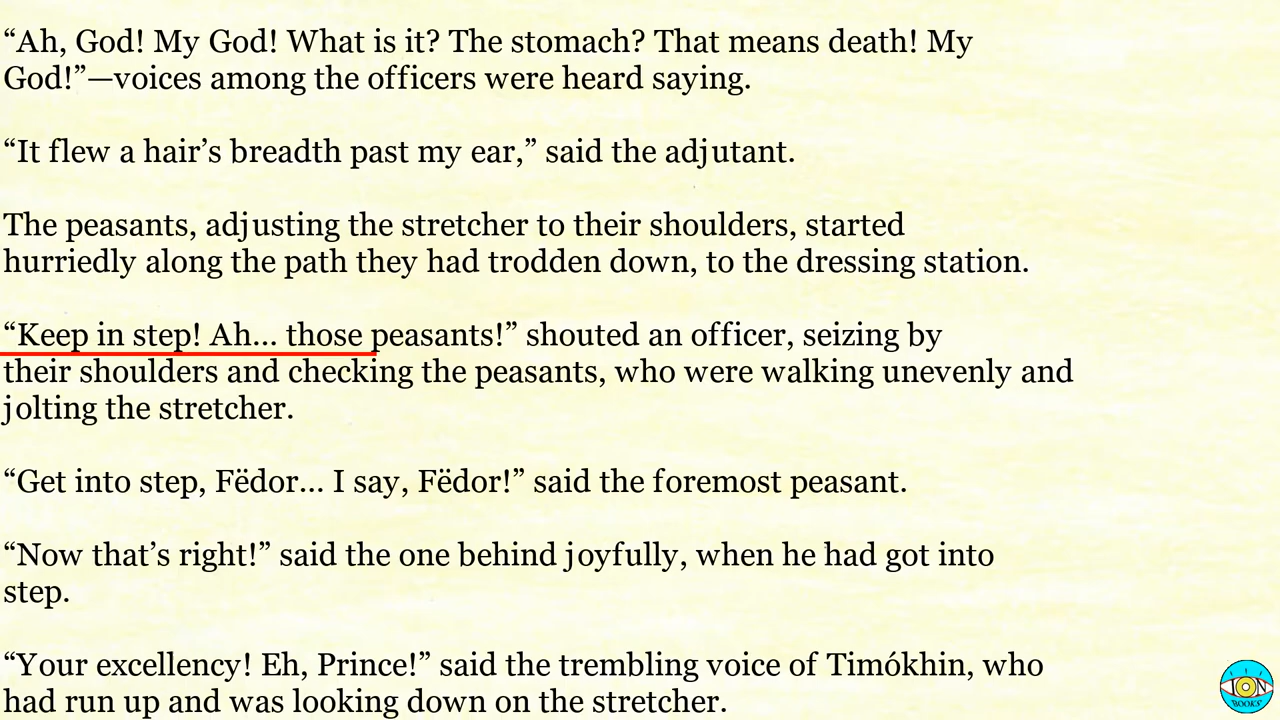 “Ah, God! My God! What is it? The stomach? That means death! My
God!”—voices among the officers were heard saying.
“It flew a hair’s breadth past my ear,” said the adjutant.
The peasants, adjusting the stretcher to their shoulders, started
hurriedly along the path they had trodden down, to the dressing station.
“Keep in step! Ah... those peasants!” shouted an officer, seizing by
their shoulders and checking the peasants, who were walking unevenly and
jolting the stretcher.
“Get into step, Fëdor... I say, Fëdor!” said the foremost peasant.
“Now that’s right!” said the one behind joyfully, when he had got into
step.
“Your excellency! Eh, Prince!” said the trembling voice of Timókhin, who
had run up and was looking down on the stretcher.
BOOKS